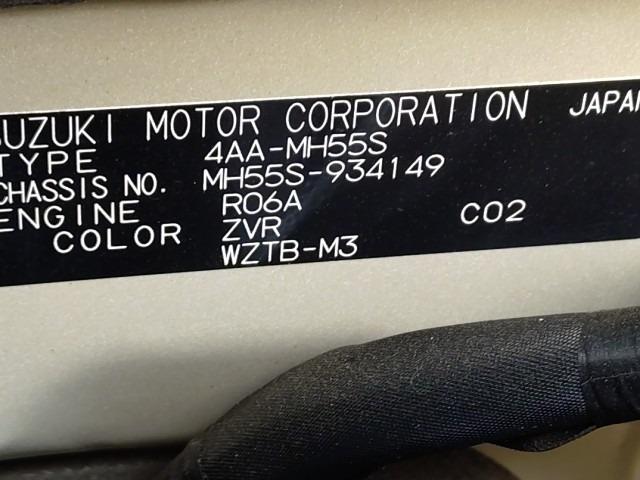 SUZUKI MOTOR CORPORATION JAPAN
TYPE 4AA-MH55S
CHASSIS NO. MH55S-934149
ENGINE R06A
COLOR ZVR C02
WZTB-M3